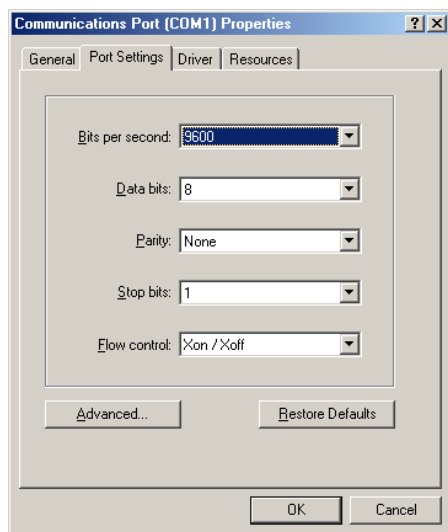 Communications Port (COM1) Properties
General Port Settings Driver Resources
Bits per second: 9600
Data bits: 8
Parity: None
Stop bits: 1
Flow control: Xon / Xoff
Advanced... Restore Defaults
OK Cancel